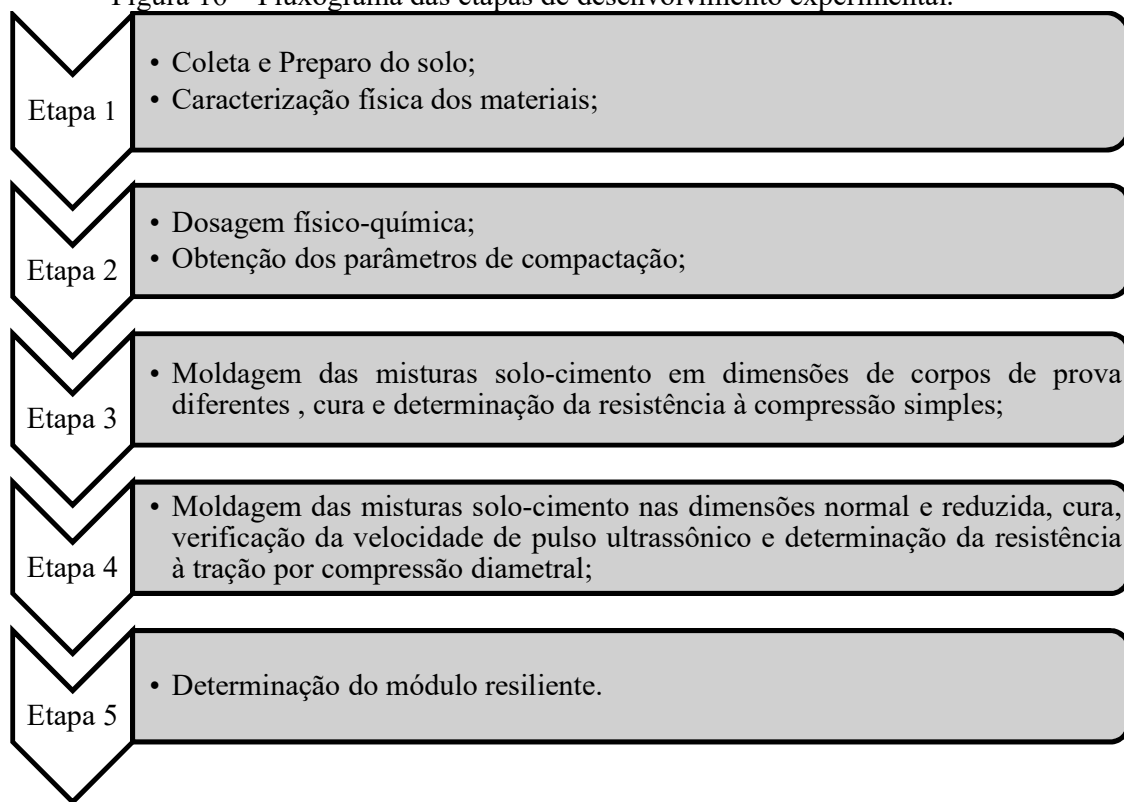 Figura 16 – Fluxograma das etapas de desenvolvimento experimental.
Etapa 1
• Coleta e Preparo do solo;
• Caracterização física dos materiais;
Etapa 2
• Dosagem físico-química;
• Obtenção dos parâmetros de compactação;
Etapa 3
• Moldagem das misturas solo-cimento em dimensões de corpos de prova
diferentes , cura e determinação da resistência à compressão simples;
Etapa 4
• Moldagem das misturas solo-cimento nas dimensões normal e reduzida, cura,
verificação da velocidade de pulso ultrassônico e determinação da resistência
à tração por compressão diametral;
Etapa 5
• Determinação do módulo resiliente.